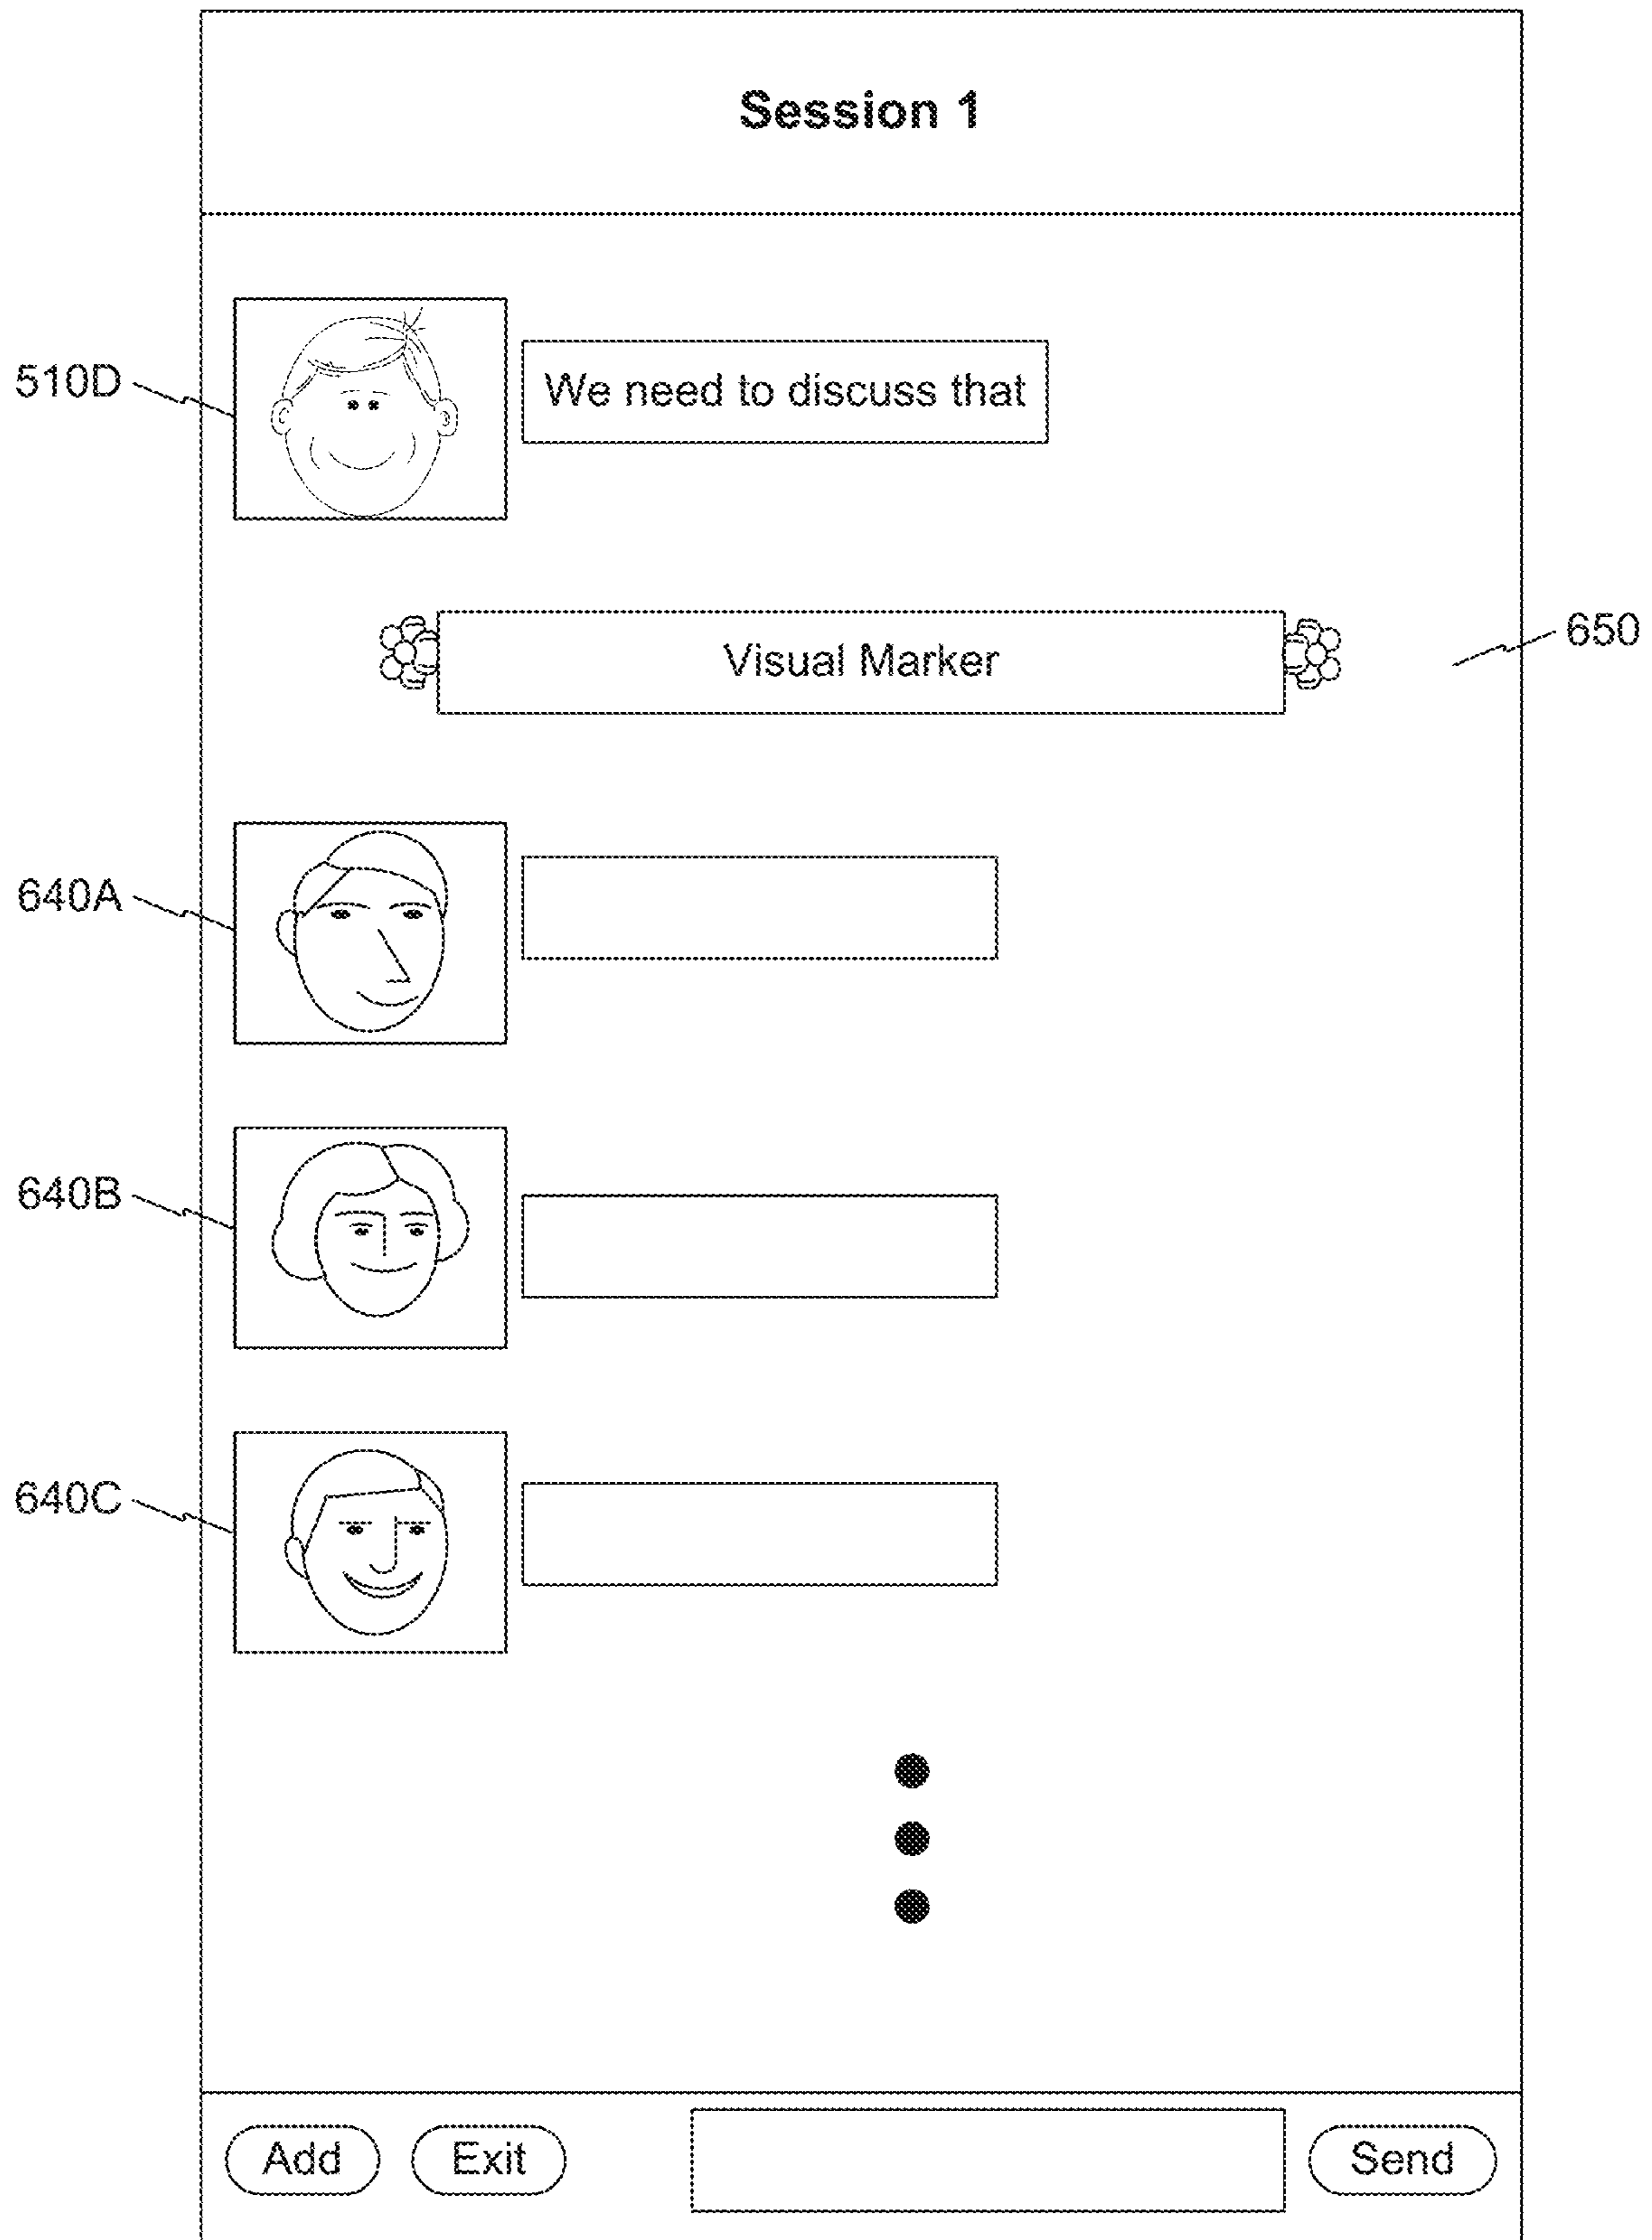 Session 1
510D
We need to discuss that
Visual Marker
650
640A
640B
640C
Add
Exit
Send